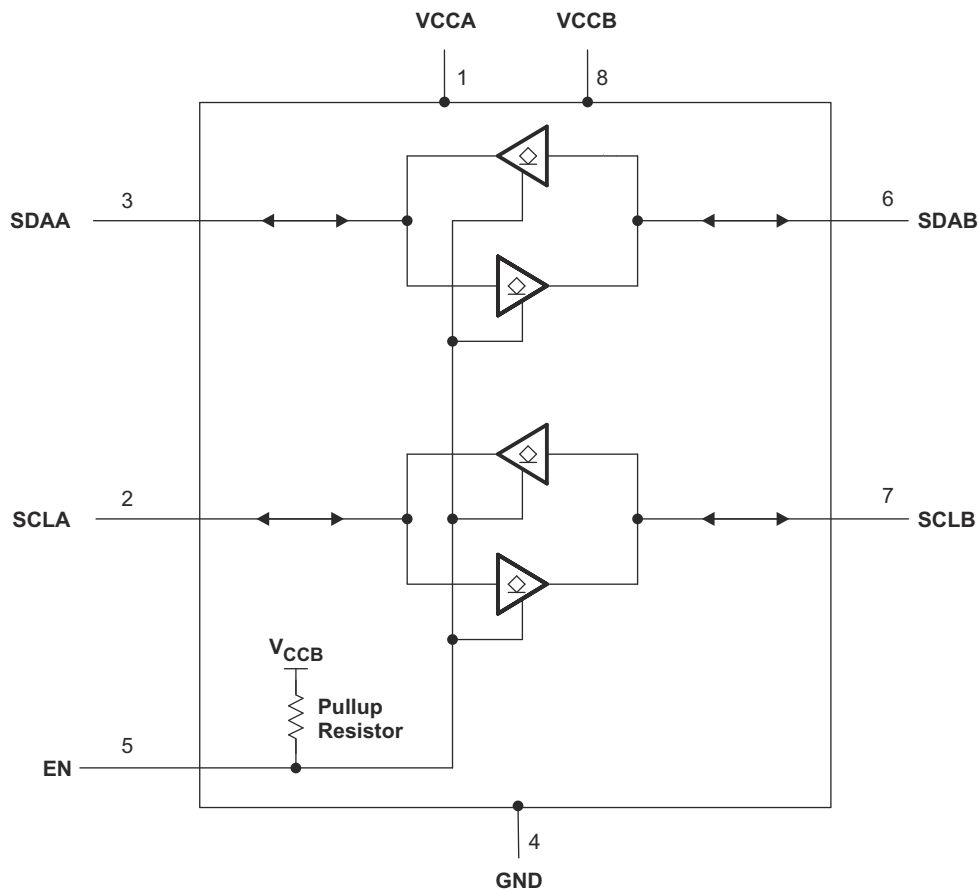 VCCA
VCCB
1
8
3
SDAA
6
SDAB
2
SCLA
7
SCLB
VCCB
Pullup
Resistor
5
EN
4
GND